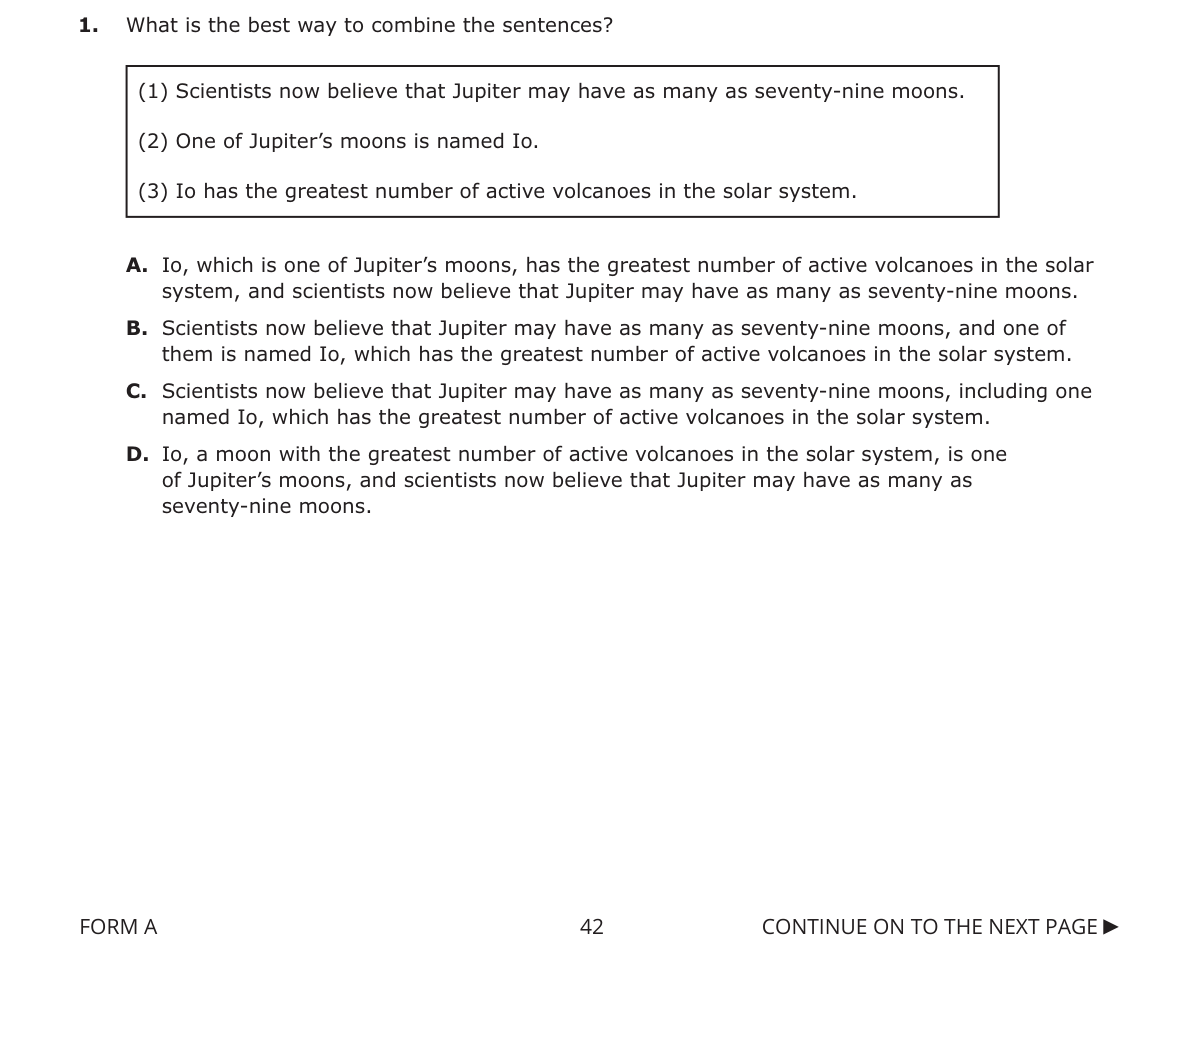 1. What is the best way to combine the sentences?
(1) Scientists now believe that Jupiter may have as many as seventy-nine moons.
(2) One of Jupiter’s moons is named Io.
(3) Io has the greatest number of active volcanoes in the solar system.
A. Io, which is one of Jupiter’s moons, has the greatest number of active volcanoes in the solar
system, and scientists now believe that Jupiter may have as many as seventy-nine moons.
B. Scientists now believe that Jupiter may have as many as seventy-nine moons, and one of
them is named Io, which has the greatest number of active volcanoes in the solar system.
C. Scientists now believe that Jupiter may have as many as seventy-nine moons, including one
named Io, which has the greatest number of active volcanoes in the solar system.
D. Io, a moon with the greatest number of active volcanoes in the solar system, is one
of Jupiter’s moons, and scientists now believe that Jupiter may have as many as
seventy-nine moons.
FORM A 42 CONTINUE ON TO THE NEXT PAGE ▶